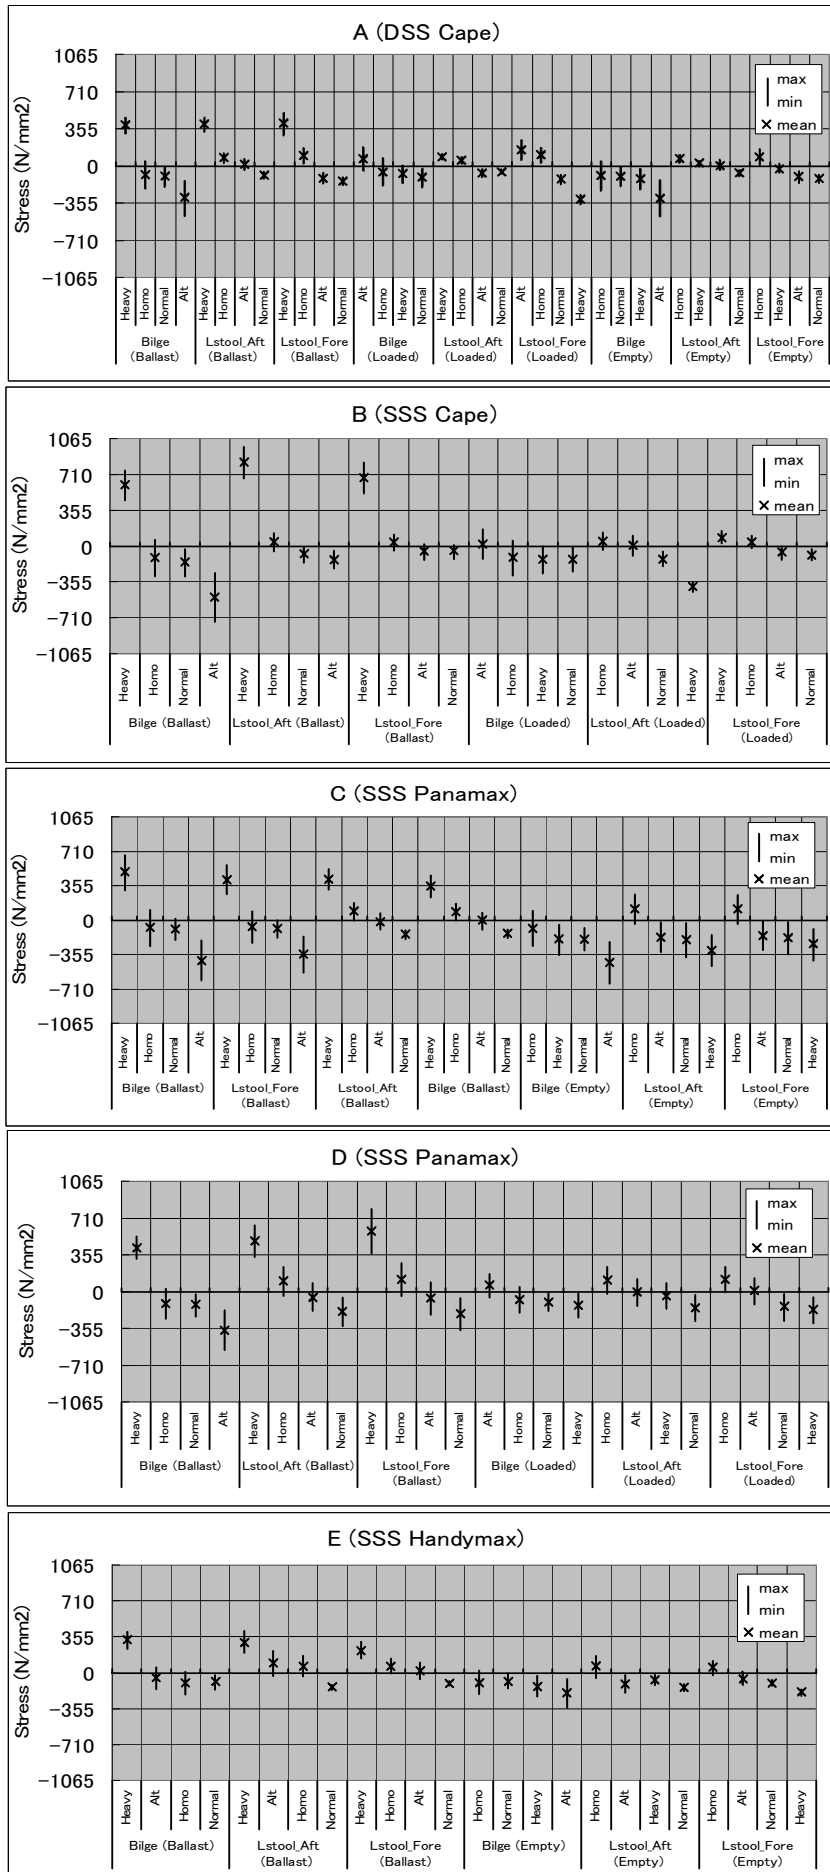 A (DSS Cape)
Stress (N/mm2)
1065
710
355
0
-355
-710
-1065
max
min
mean
Heavy Homo Normal Alt Heavy Homo Alt Normal Heavy Homo Alt Normal Alt Homo Heavy Normal Heavy Homo Alt Normal Alt Homo Normal Heavy Homo Normal Heavy Alt Homo Heavy Alt Normal Homo Heavy Alt Normal
Bilge Lstool_Aft Lstool_Fore Bilge Lstool_Aft Lstool_Fore Bilge Lstool_Aft Lstool_Fore
(Ballast) (Ballast) (Ballast) (Loaded) (Loaded) (Loaded) (Empty) (Empty) (Empty)
B (SSS Cape)
Stress (N/mm2)
1065
710
355
0
-355
-710
-1065
max
min
mean
Heavy Homo Normal Alt Heavy Homo Normal Alt Heavy Homo Alt Normal Alt Homo Heavy Normal Homo Alt Normal Heavy Heavy Homo Alt Normal
Bilge (Ballast) Lstool_Aft (Ballast) Lstool_Fore Bilge (Loaded) Lstool_Aft (Loaded) Lstool_Fore
(Ballast) (Loaded)
C (SSS Panamax)
Stress (N/mm2)
1065
710
355
0
-355
-710
-1065
max
min
mean
Heavy Homo Normal Alt Heavy Homo Normal Alt Heavy Homo Alt Normal Heavy Homo Alt Normal Homo Heavy Normal Alt Homo Alt Normal Heavy Homo Alt Normal Heavy
Bilge (Ballast) Lstool_Fore Lstool_Aft Bilge (Ballast) Bilge (Empty) Lstool_Aft Lstool_Fore
(Ballast) (Ballast) (Empty) (Empty)
D (SSS Panamax)
Stress (N/mm2)
1065
710
355
0
-355
-710
-1065
max
min
mean
Heavy Homo Normal Alt Heavy Homo Alt Normal Heavy Homo Alt Normal Alt Homo Normal Heavy Homo Alt Heavy Normal Homo Alt Normal Heavy
Bilge (Ballast) Lstool_Aft (Ballast) Lstool_Fore Bilge (Loaded) Lstool_Aft Lstool_Fore
(Ballast) (Loaded) (Loaded)
E (SSS Handymax)
Stress (N/mm2)
1065
710
355
0
-355
-710
-1065
max
min
mean
Heavy Alt Homo Normal Heavy Alt Homo Normal Heavy Homo Alt Normal Homo Normal Heavy Alt Homo Alt Heavy Normal Homo Alt Normal Heavy
Bilge (Ballast) Lstool_Aft Lstool_Fore Bilge (Empty) Lstool_Aft Lstool_Fore
(Ballast) (Ballast) (Empty) (Empty)